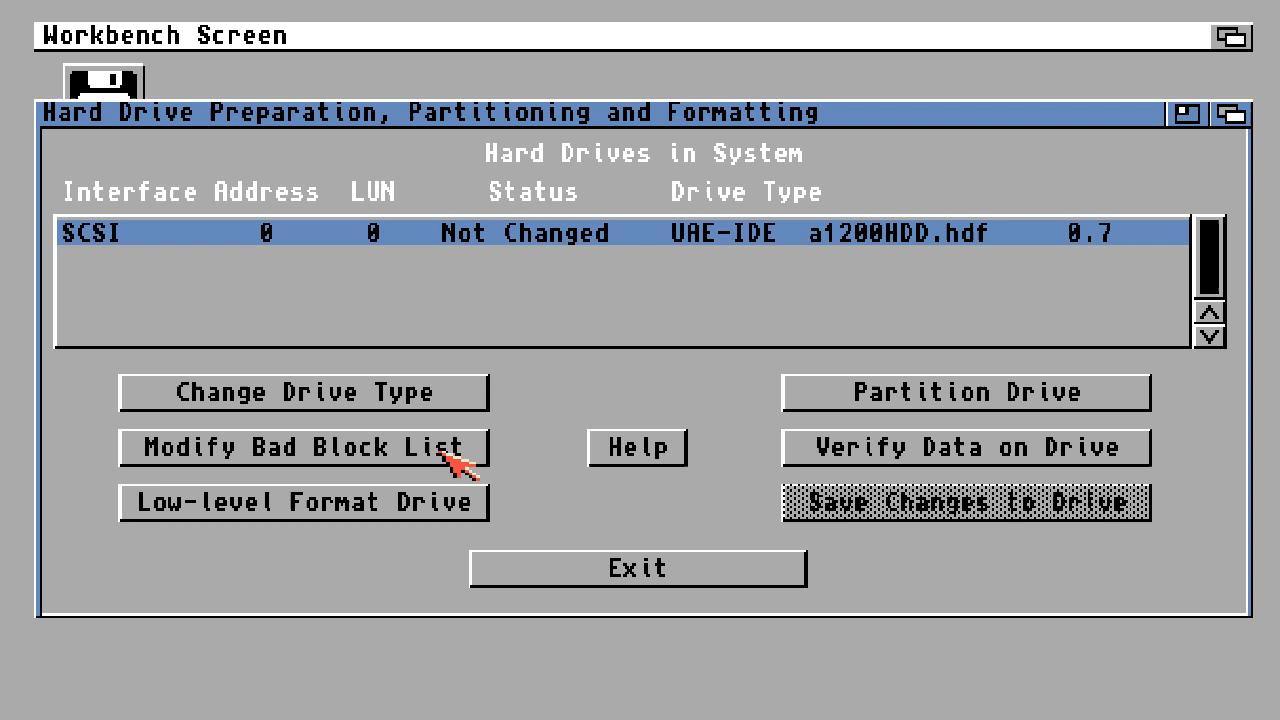 Workbench Screen
Hard Drive Preparation, Partitioning and Formatting
Hard Drives in System
Interface Address LUN Status Drive Type
SCSI 0 0 Not Changed UAE-IDE a1200HDD.hdf 0.7
Change Drive Type Partition Drive
Modify Bad Block List Help Verify Data on Drive
Low-level Format Drive Save Changes to Drive
Exit